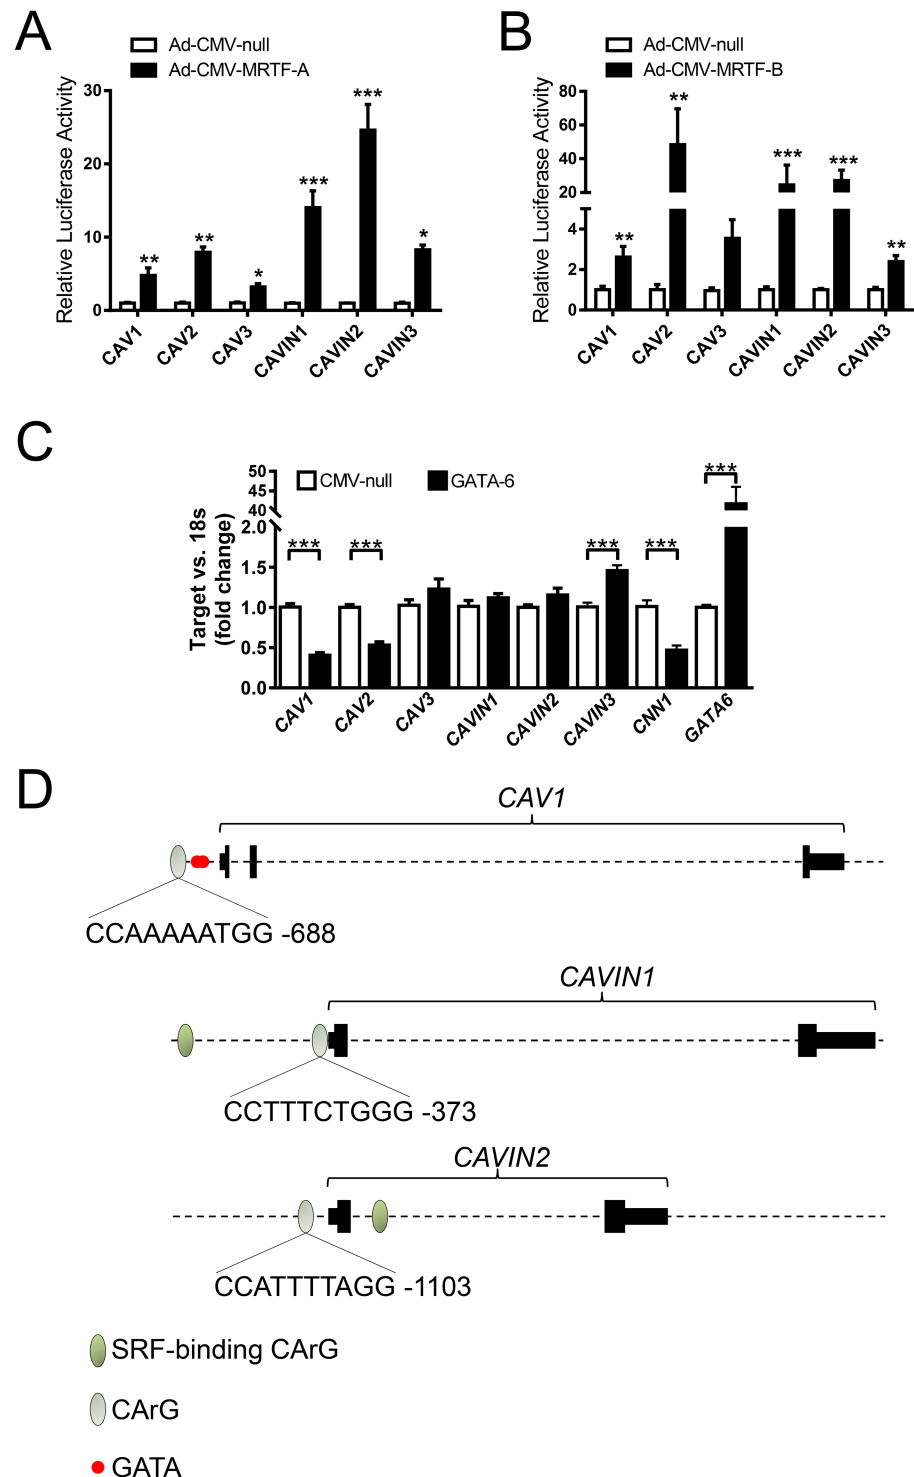 A
Ad-CMV-null
Ad-CMV-MRTF-A
Relative Luciferase Activity
30
20
10
0
** ** * *** *** *
CAV1 CAV2 CAV3 CAVIN1 CAVIN2 CAVIN3
B
Ad-CMV-null
Ad-CMV-MRTF-B
Relative Luciferase Activity
80
60
40
20
4
2
0
** ** *** *** **
CAV1 CAV2 CAV3 CAVIN1 CAVIN2 CAVIN3
C
CMV-null GATA-6
Target vs. 18s
(fold change)
50
45
40
2.0
1.5
1.0
0.5
0.0
*** *** *** *** ***
CAV1 CAV2 CAV3 CAVIN1 CAVIN2 CAVIN3 CNN1 GATA6
D
CAV1
CCAAAAATGG -688
CAVIN1
CCTTTCTGGG -373
CAVIN2
CCATTTTAGG -1103
SRF-binding CArG
CArG
GATA